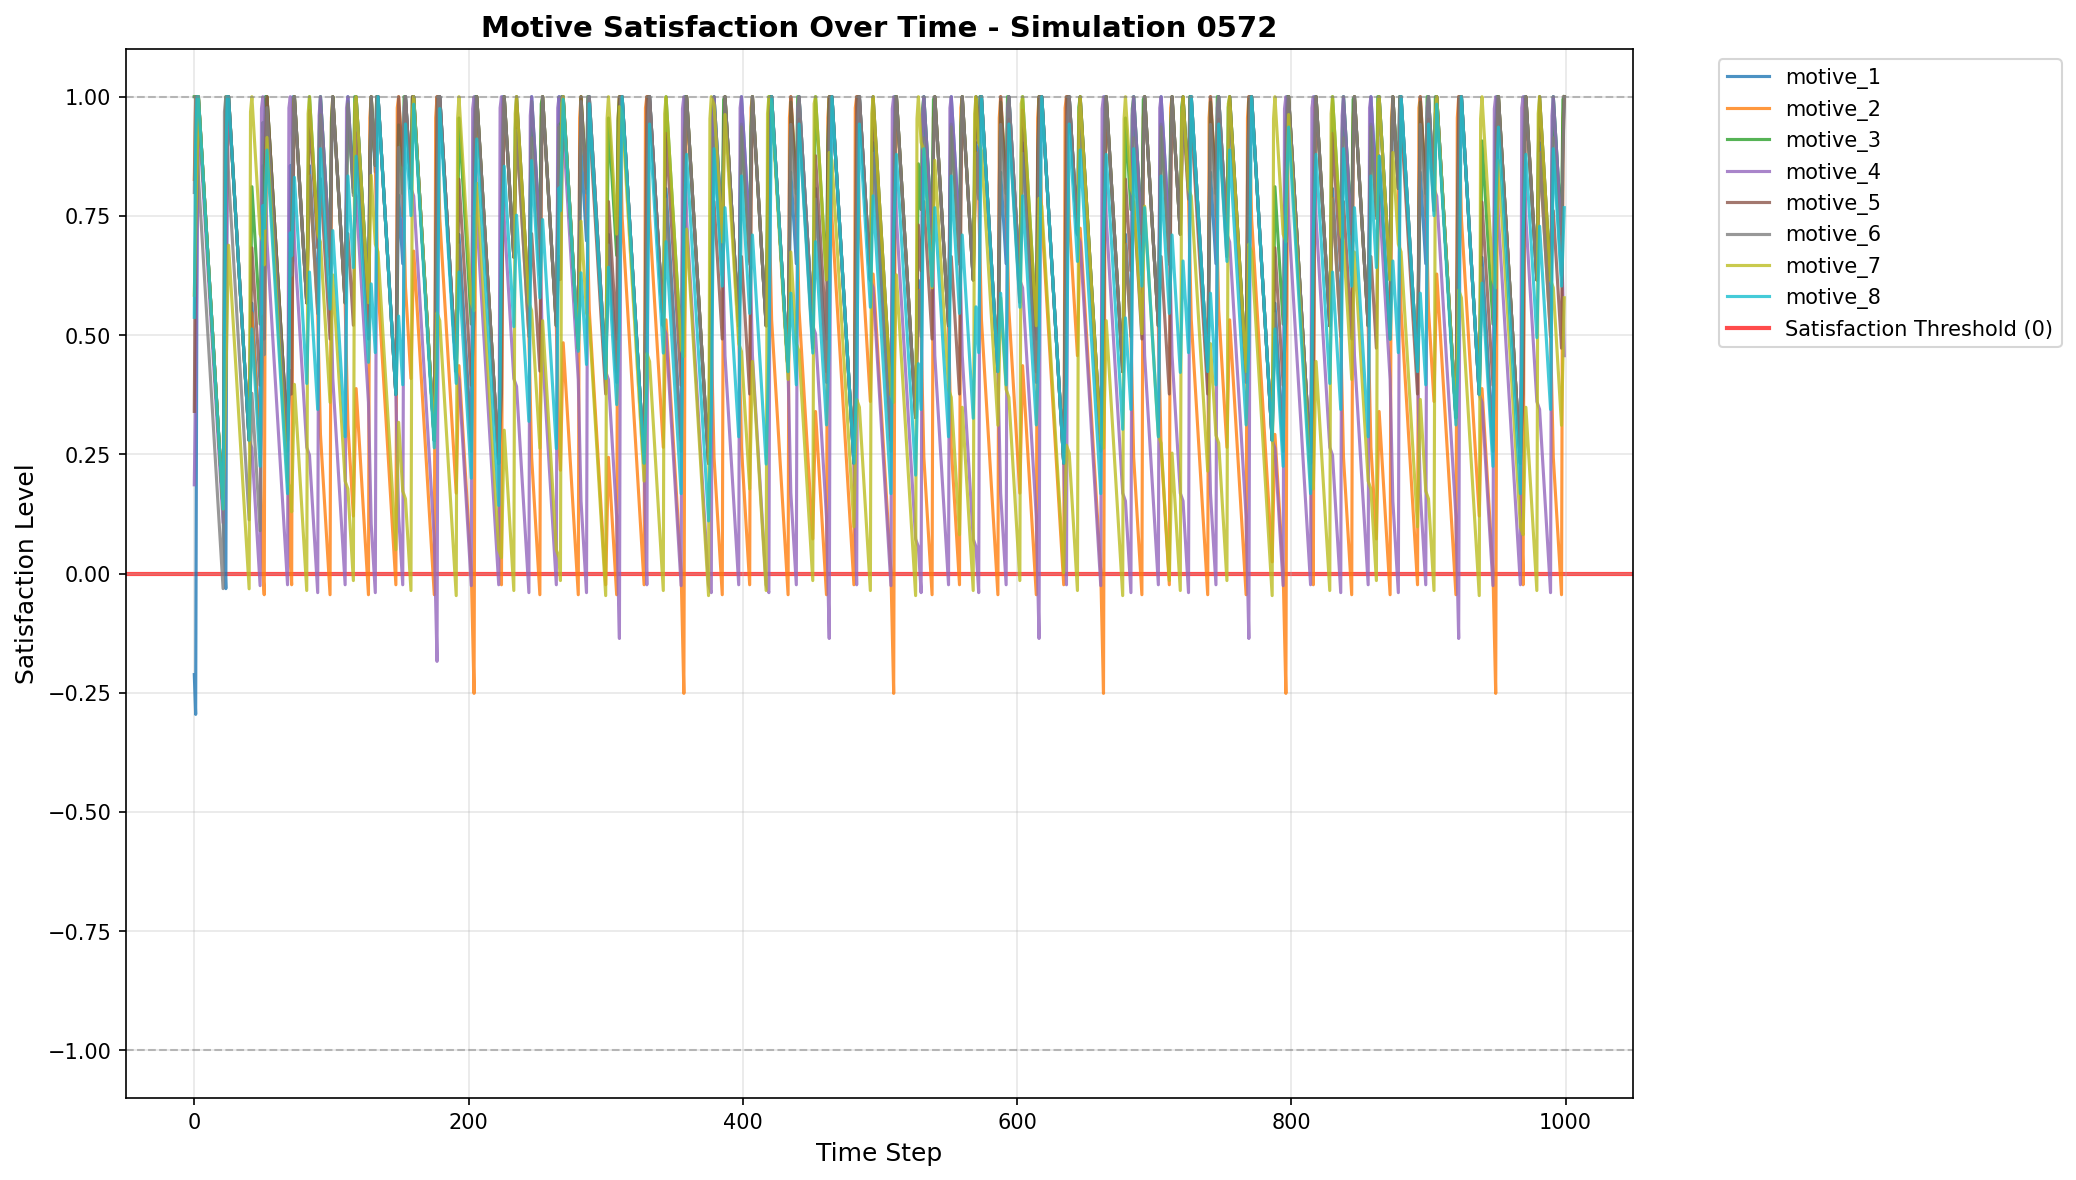 Motive Satisfaction Over Time - Simulation 0572
1.00
0.75
0.50
0.25
0.00
−0.25
−0.50
−0.75
−1.00
Satisfaction Level
0
200
400
600
800
1000
Time Step
motive_1
motive_2
motive_3
motive_4
motive_5
motive_6
motive_7
motive_8
Satisfaction Threshold (0)